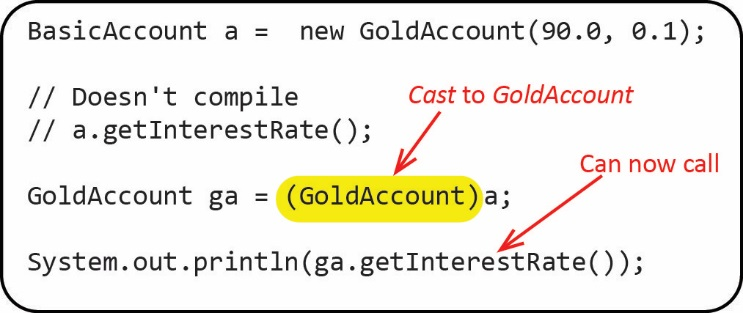 BasicAccount a = new GoldAccount(90.0, 0.1);
// Doesn't compile
Cast to GoldAccount
// a.getInterestRate();
Can now call
GoldAccount ga = (GoldAccount)a;
System.out.println(ga.getInterestRate());